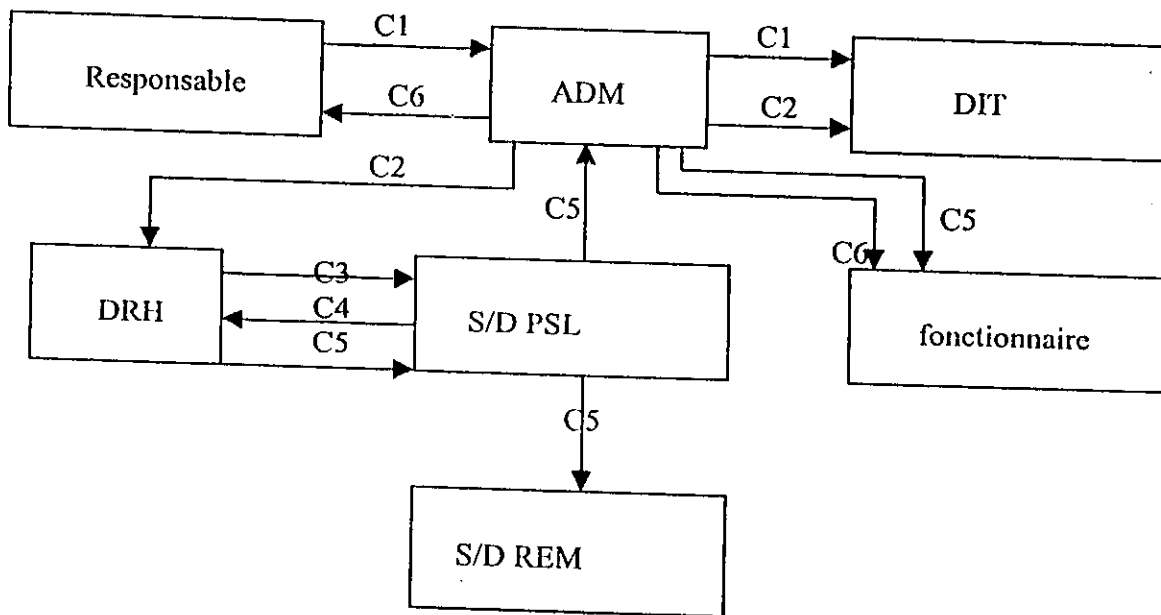 C1
C1
Responsable
ADM
DIT
C6
C2
C2
C5
C5
C6
DRH
C3
C4
C5
S/D PSL
fonctionnaire
C5
S/D REM